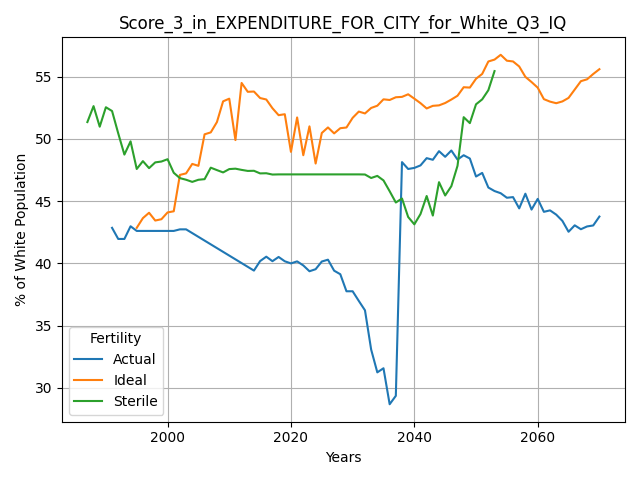 Score_3_in_EXPENDITURE_FOR_CITY_for_White_Q3_IQ
% of White Population
55
50
45
40
35
30
Fertility
Actual
Ideal
Sterile
2000 2020 2040 2060
Years